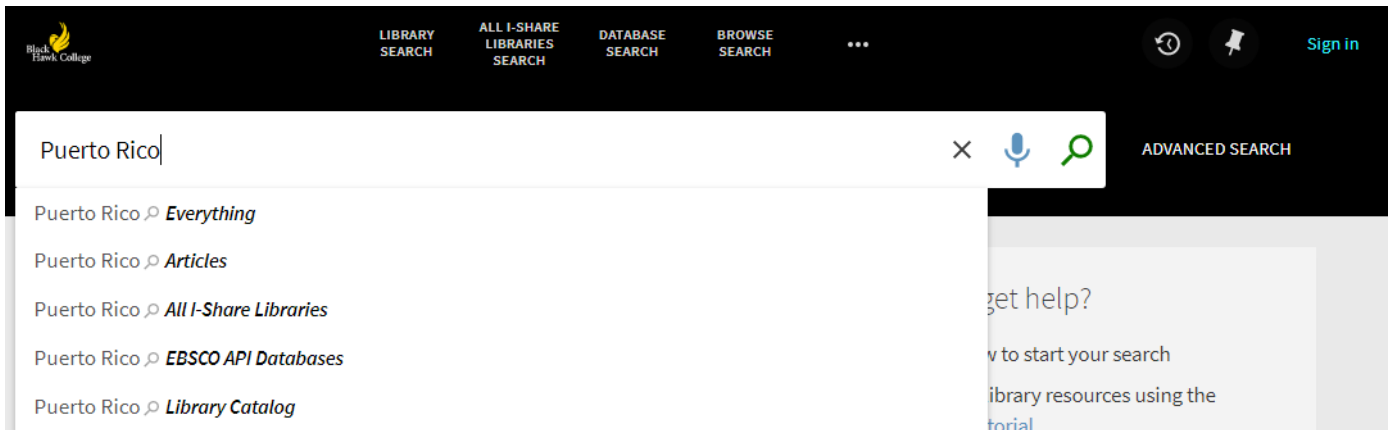 Black
Hawk College
LIBRARY
SEARCH
ALL I-SHARE
LIBRARIES
SEARCH
DATABASE
SEARCH
BROWSE
SEARCH
•••
Sign in
Puerto Rico
ADVANCED SEARCH
Puerto Rico Everything
Puerto Rico Articles
Puerto Rico All I-Share Libraries
Puerto Rico EBSCO API Databases
Puerto Rico Library Catalog
get help?
to start your search
library resources using the